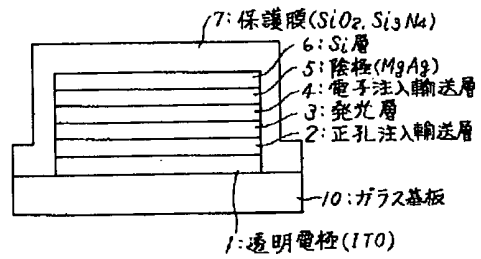 7:保護膜(SiO2,Si3N4)
6:Si層
5:陰極(MgAg)
4:電子注入輸送層
3:発光層
2:正孔注入輸送層
10:ガラス基板
1:透明電極(ITO)